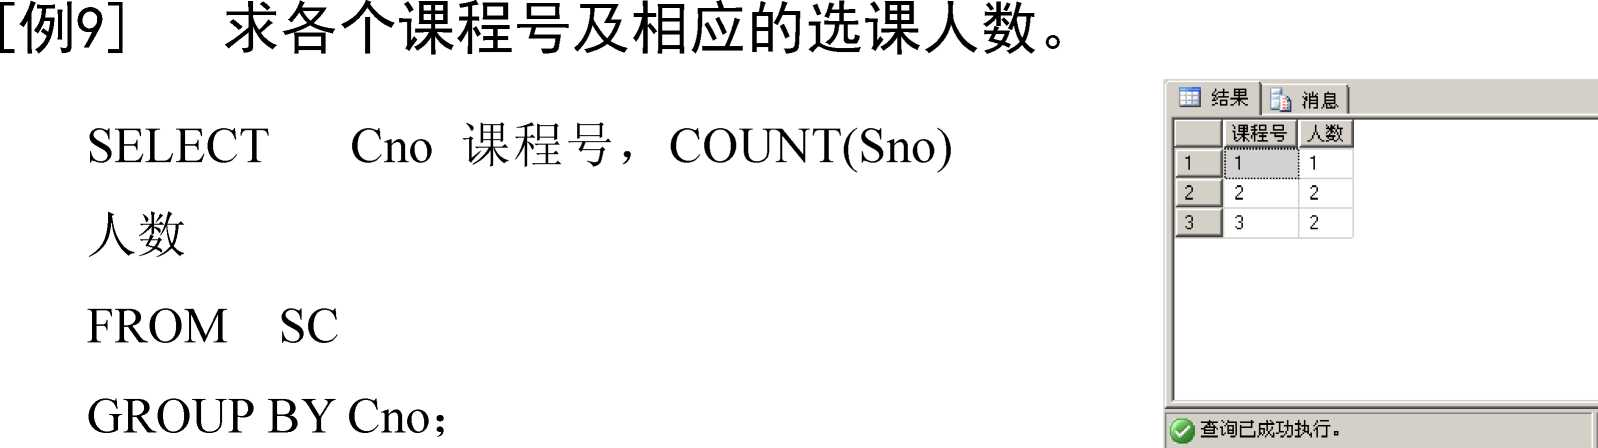 [例9] 求各个课程号及相应的选课人数。
SELECT Cno 课程号，COUNT(Sno)
人数
FROM SC
GROUP BY Cno；
结果 消息
课程号 人数
1 1 1
2 2 2
3 3 2
查询已成功执行。